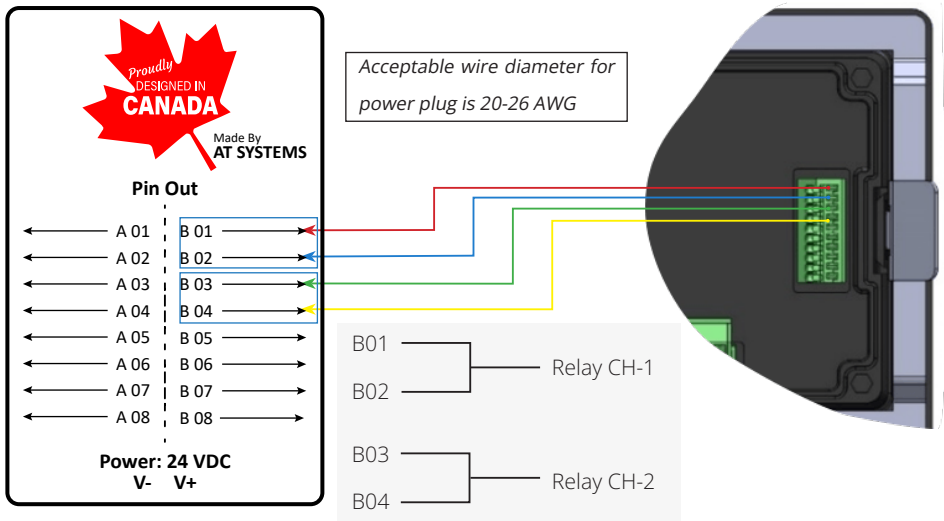 Proudly
DESIGNED IN
CANADA
Made By
AT SYSTEMS
Pin Out
A 01 B 01
A 02 B 02
A 03 B 03
A 04 B 04
A 05 B 05
A 06 B 06
A 07 B 07
A 08 B 08
Power: 24 VDC
V- V+
Acceptable wire diameter for
power plug is 20-26 AWG
B01
Relay CH-1
B02
B03
Relay CH-2
B04